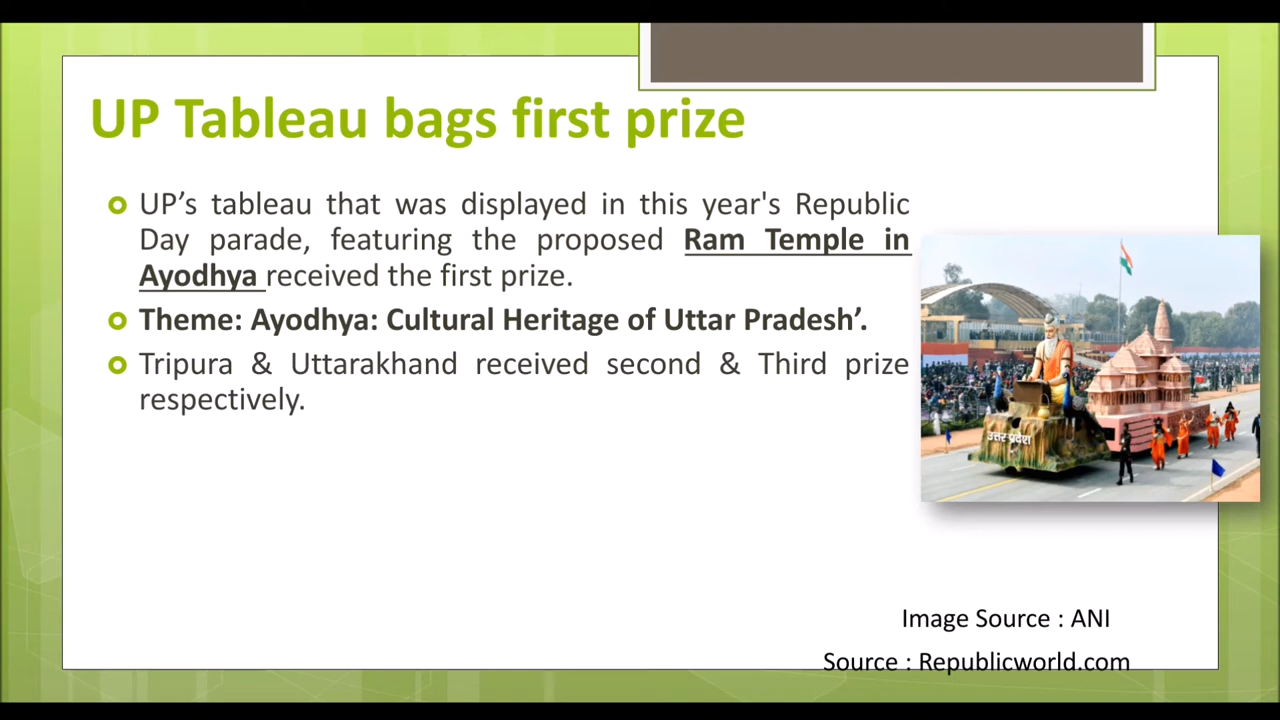 UP Tableau bags first prize
UP’s tableau that was displayed in this year's Republic
Day parade, featuring the proposed Ram Temple in
Ayodhya received the first prize.
Theme: Ayodhya: Cultural Heritage of Uttar Pradesh’.
Tripura & Uttarakhand received second & Third prize
respectively.
उत्तर प्रदेश
Image Source : ANI
Source : Republicworld.com